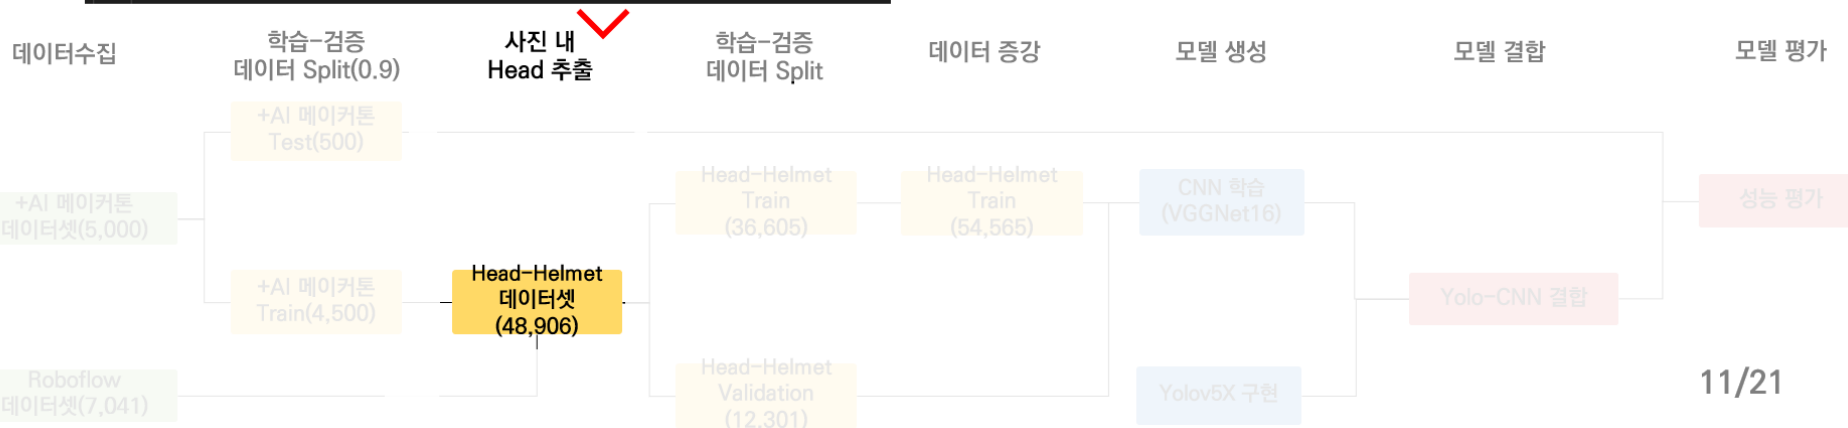 데이터수집
학습-검증
데이터 Split(0.9)
사진 내
Head 추출
학습-검증
데이터 Split
데이터 증강
모델 생성
모델 결합
모델 평가
+AI 메이커톤
Test(500)
+AI 메이커톤
데이터셋(5,000)
+AI 메이커톤
Train(4,500)
Roboflow
데이터셋(7,041)
Head-Helmet
데이터셋
(48,906)
Head-Helmet
Train
(36,605)
Head-Helmet
Validation
(12,301)
Head-Helmet
Train
(54,565)
CNN 학습
(VGGNet16)
Yolov5X 구현
Yolo-CNN 결합
성능 평가
11/21